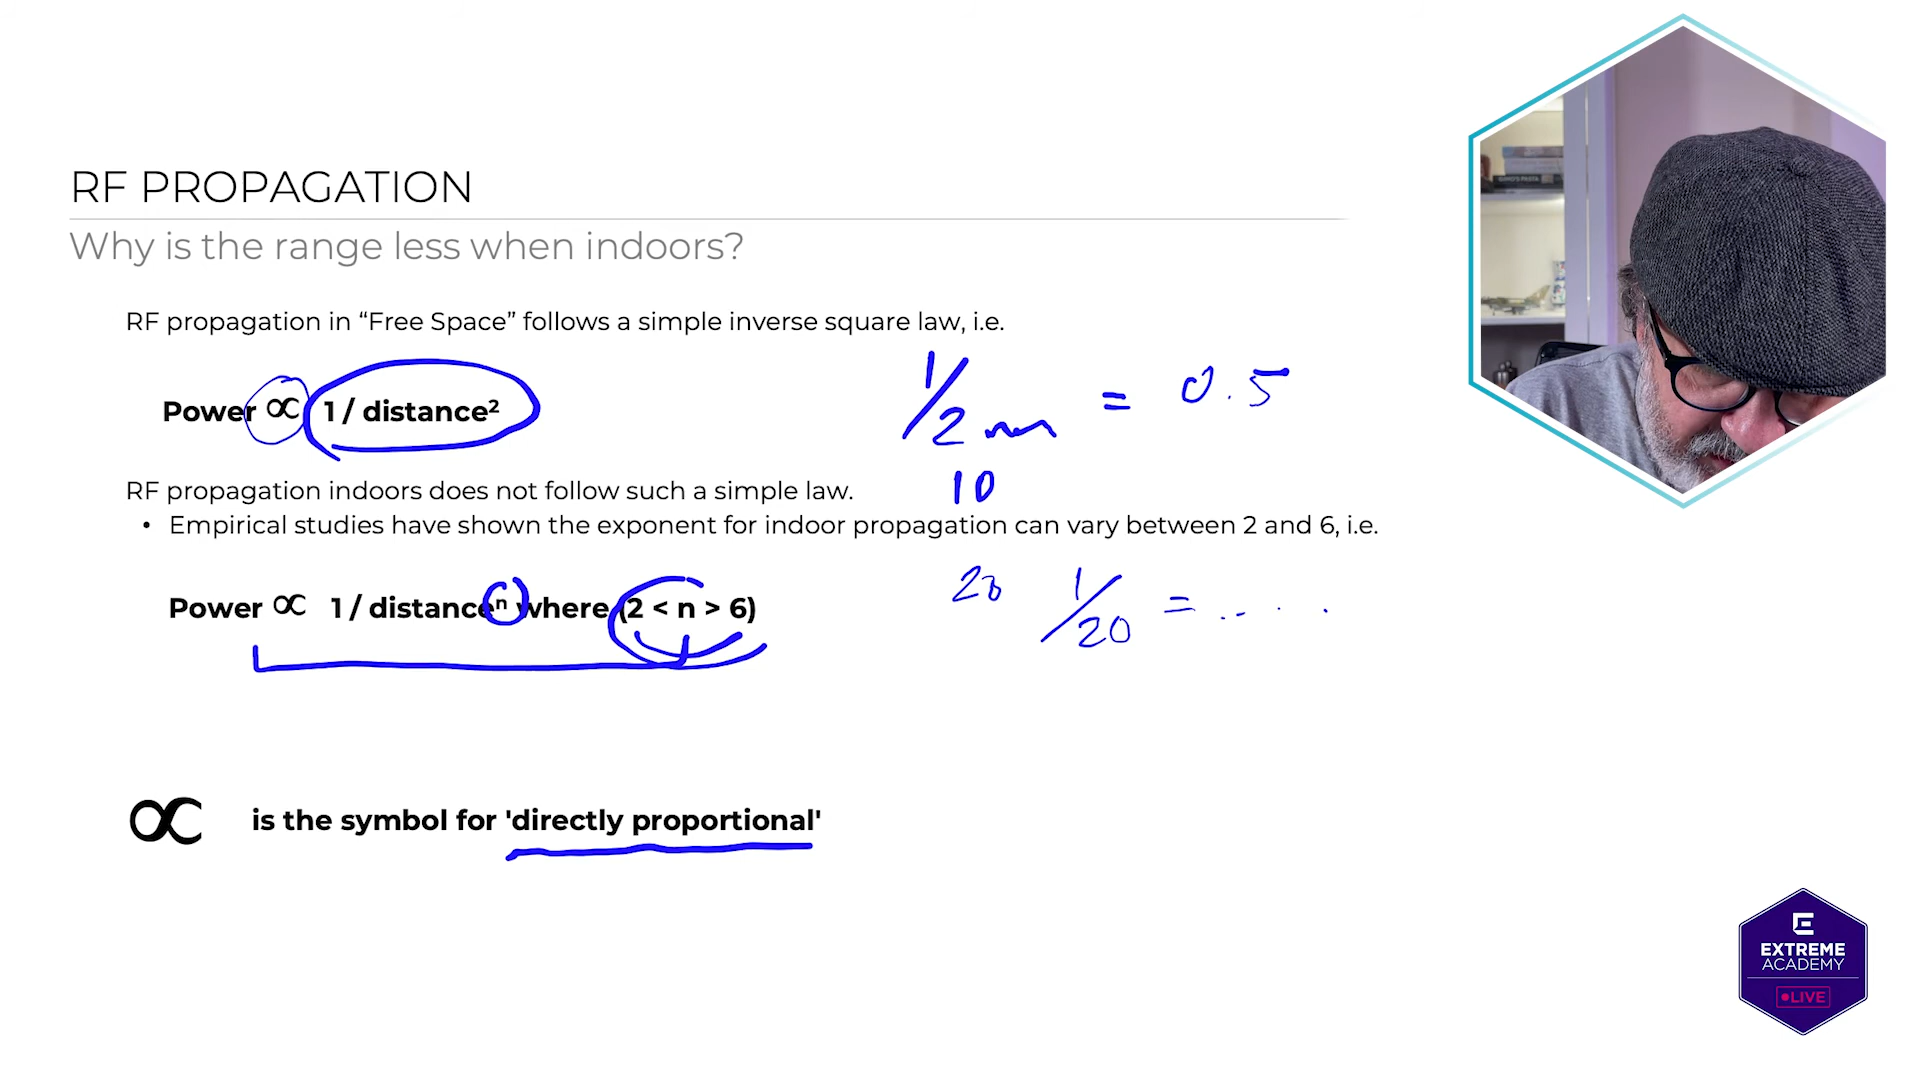 RF PROPAGATION
Why is the range less when indoors?
RF propagation in “Free Space” follows a simple inverse square law, i.e.
Power ∝ 1 / distance²
1/2 = 0.5
RF propagation indoors does not follow such a simple law.
10
• Empirical studies have shown the exponent for indoor propagation can vary between 2 and 6, i.e.
Power ∝ 1 / distanceⁿ where (2 < n > 6)
20 1/20 = .....
∝ is the symbol for 'directly proportional'
EXTREME
ACADEMY
LIVE